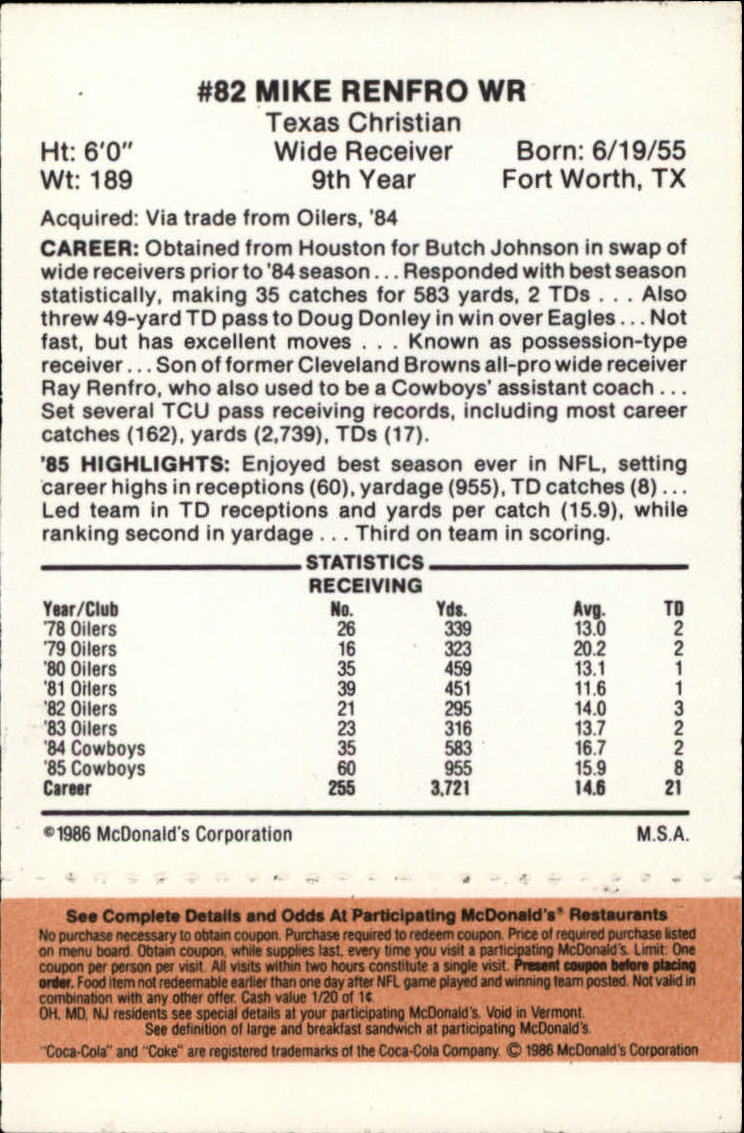 #82 MIKE RENFRO WR
Texas Christian
Ht: 6'0" Wide Receiver Born: 6/19/55
Wt: 189 9th Year Fort Worth, TX
Acquired: Via trade from Oilers, '84
CAREER: Obtained from Houston for Butch Johnson in swap of
wide receivers prior to '84 season . . . Responded with best season
statistically, making 35 catches for 583 yards, 2 TDs . . . Also
threw 49-yard TD pass to Doug Donley in win over Eagles . . . Not
fast, but has excellent moves . . . Known as possession-type
receiver . . . Son of former Cleveland Browns all-pro wide receiver
Ray Renfro, who also used to be a Cowboys' assistant coach . . .
Set several TCU pass receiving records, including most career
catches (162), yards (2,739), TDs (17).
'85 HIGHLIGHTS: Enjoyed best season ever in NFL, setting
career highs in receptions (60), yardage (955), TD catches (8) . . .
Led team in TD receptions and yards per catch (15.9), while
ranking second in yardage . . . Third on team in scoring.
STATISTICS
RECEIVING
Year/Club No. Yds. Avg. TD
'78 Oilers 26 339 13.0 2
'79 Oilers 16 323 20.2 2
'80 Oilers 35 459 13.1 1
'81 Oilers 39 451 11.6 1
'82 Oilers 21 295 14.0 3
'83 Oilers 23 316 13.7 2
'84 Cowboys 35 583 16.7 2
'85 Cowboys 60 955 15.9 8
Career 255 3,721 14.6 21
©1986 McDonald's Corporation M.S.A.
See Complete Details and Odds At Participating McDonald's® Restaurants
No purchase necessary to obtain coupon. Purchase required to redeem coupon. Price of required purchase listed
on menu board. Obtain coupon, while supplies last, every time you visit a participating McDonald's. Limit: One
coupon per person per visit. All visits within two hours constitute a single visit. Present coupon before placing
order. Food item not redeemable earlier than one day after NFL game played and winning team posted. Not valid in
combination with any other offer. Cash value 1/20 of 1¢.
OH, MD, NJ residents see special details at your participating McDonald's. Void in Vermont.
See definition of large and breakfast sandwich at participating McDonald's.
"Coca-Cola" and "Coke" are registered trademarks of the Coca-Cola Company. © 1986 McDonald's Corporation